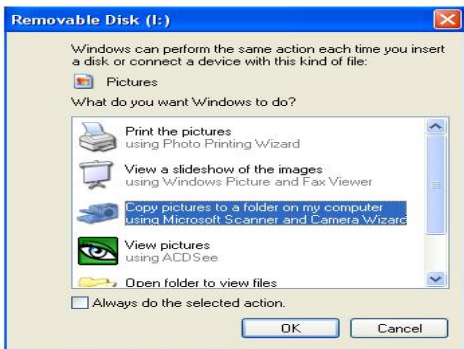 Removable Disk (I:)
Windows can perform the same action each time you insert
a disk or connect a device with this kind of file:
Pictures
What do you want Windows to do?
Print the pictures
using Photo Printing Wizard
View a slideshow of the images
using Windows Picture and Fax Viewer
Copy pictures to a folder on my computer
using Microsoft Scanner and Camera Wizard
View pictures
using ACDSee
Open folder to view files
Always do the selected action.
OK
Cancel